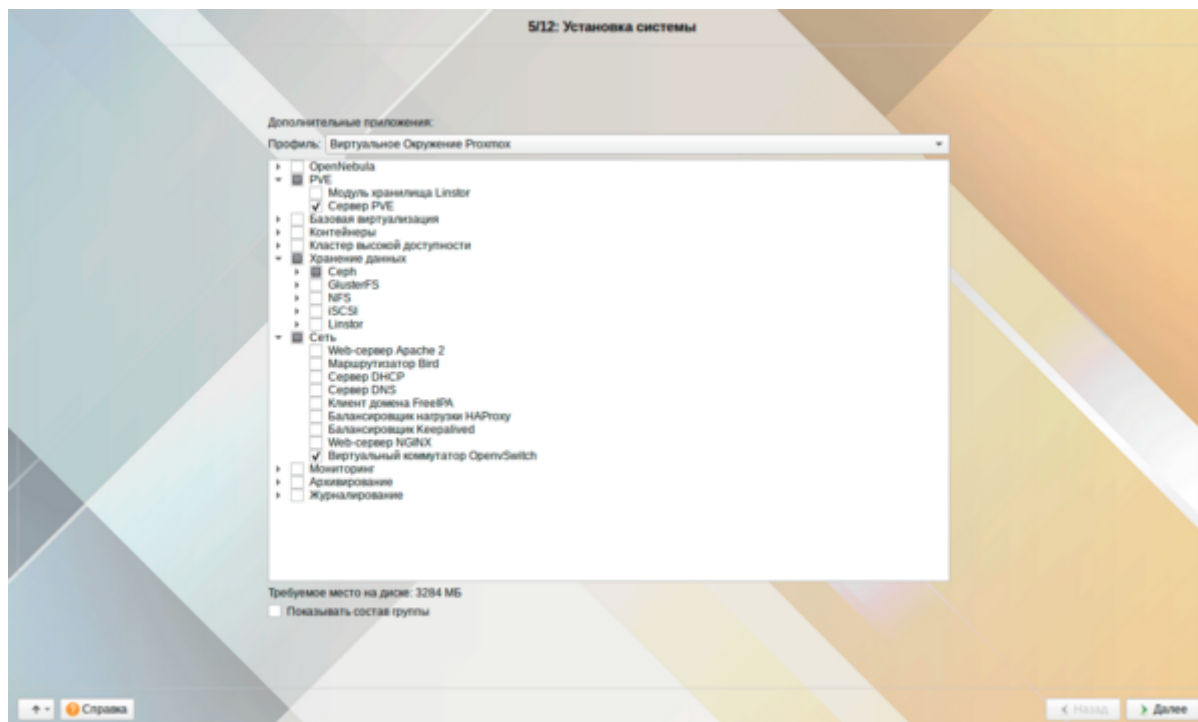 5/12: Установка системы
Дополнительные приложения:
Профиль: Виртуальное Окружение Proxmox
OpenNebula
PVE
Модуль хранилища Linstor
Сервер PVE
Базовая виртуализация
Контейнеры
Кластер высокой доступности
Хранение данных
Ceph
GlusterFS
NFS
iSCSI
Linstor
Сеть
Web-сервер Apache 2
Маршрутизатор Bird
Сервер DHCP
Сервер DNS
Клиент домена FreeIPA
Балансировщик нагрузки HAProxy
Балансировщик Keepalived
Web-сервер NGINX
Виртуальный коммутатор OpenvSwitch
Мониторинг
Архивирование
Журналирование
Требуемое место на диске: 3284 МБ
Показывать состав группы
Справка
Назад
Далее